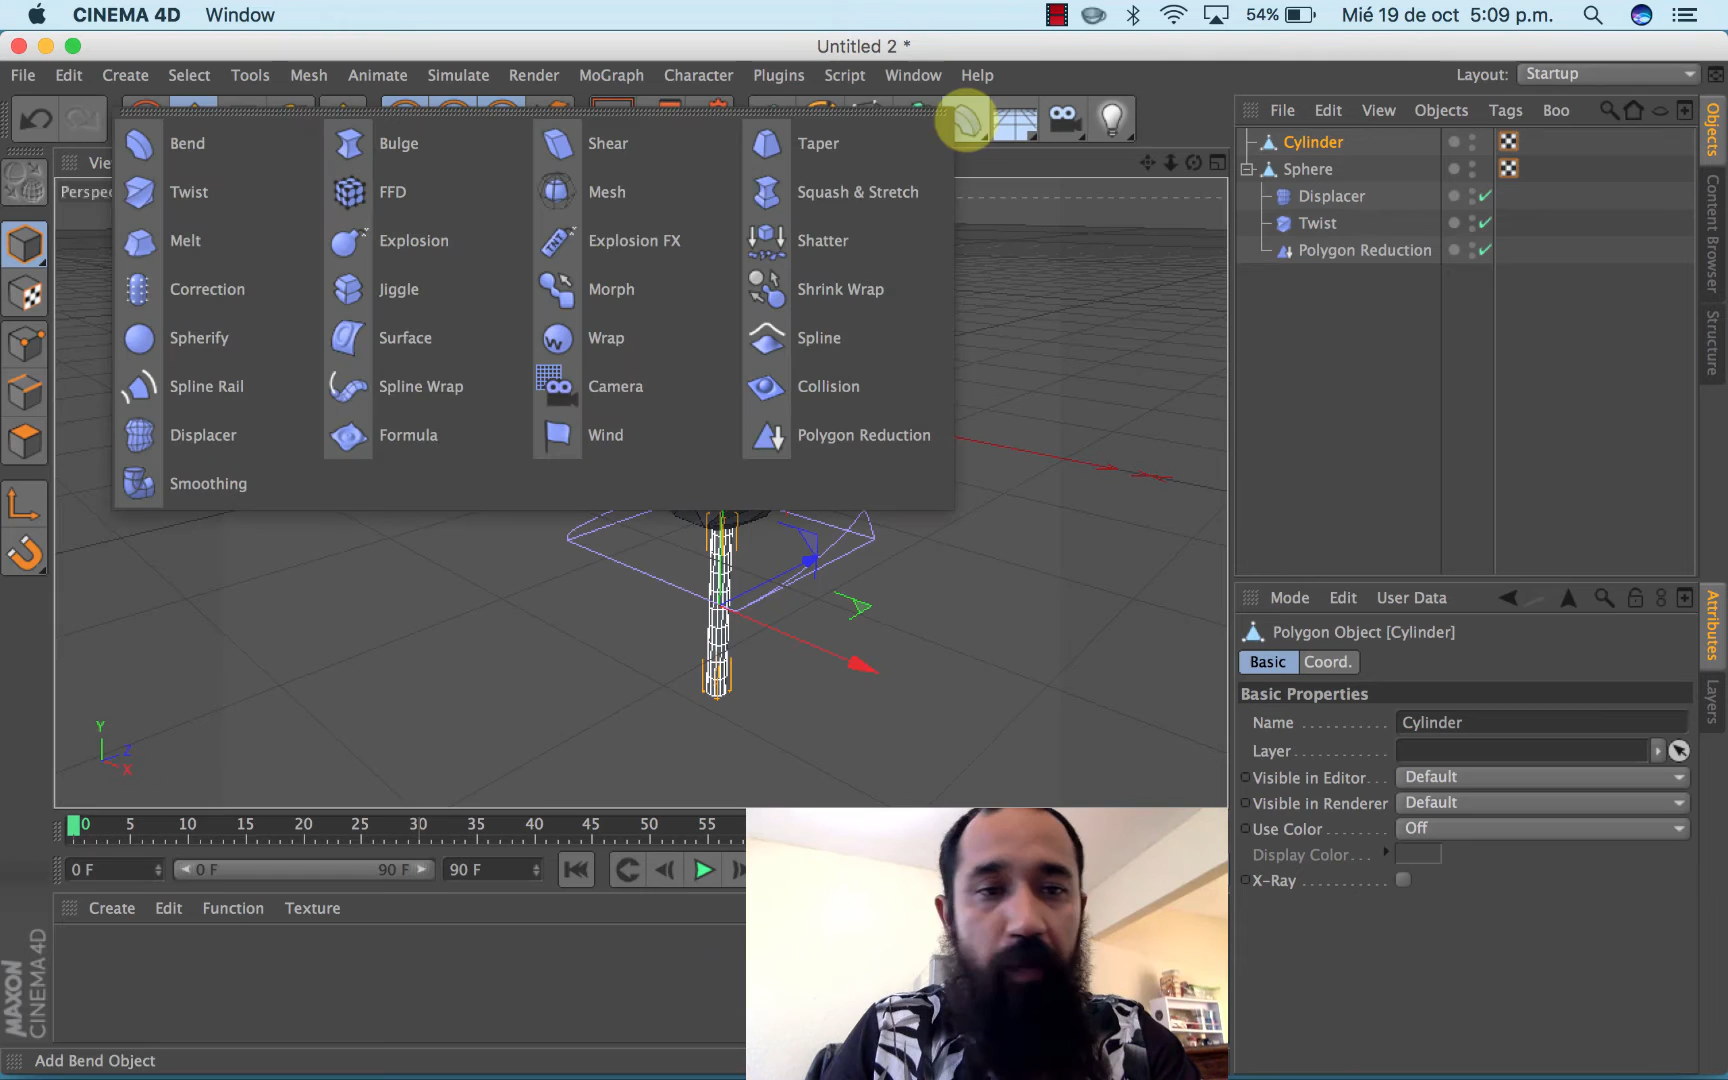 CINEMA 4D Window
54% Mié 19 de oct 5:09 p.m.
Untitled 2 *
File Edit Create Select Tools Mesh Animate Simulate Render MoGraph Character Plugins Script Window Help
Layout: Startup
File Edit View Objects Tags Boo
Bend Bulge Shear Taper
Twist FFD Mesh Squash & Stretch
Melt Explosion Explosion FX Shatter
Correction Jiggle Morph Shrink Wrap
Spherify Surface Wrap Spline
Spline Rail Spline Wrap Camera Collision
Displacer Formula Wind Polygon Reduction
Smoothing
Vie
Perspe
Cylinder
Sphere
Displacer
Twist
Polygon Reduction
Objects
Content Browser
Structure
Y
Z
X
Mode Edit User Data
Polygon Object [Cylinder]
Basic Coord.
Basic Properties
Name Cylinder
Layer
Visible in Editor Default
Visible in Renderer Default
Use Color Off
Display Color
X-Ray
Attributes
Layers
0 5 10 15 20 25 30 35 40 45 50 55
0 F 0 F 90 F 90 F
Create Edit Function Texture
MAXON
CINEMA 4D
Add Bend Object